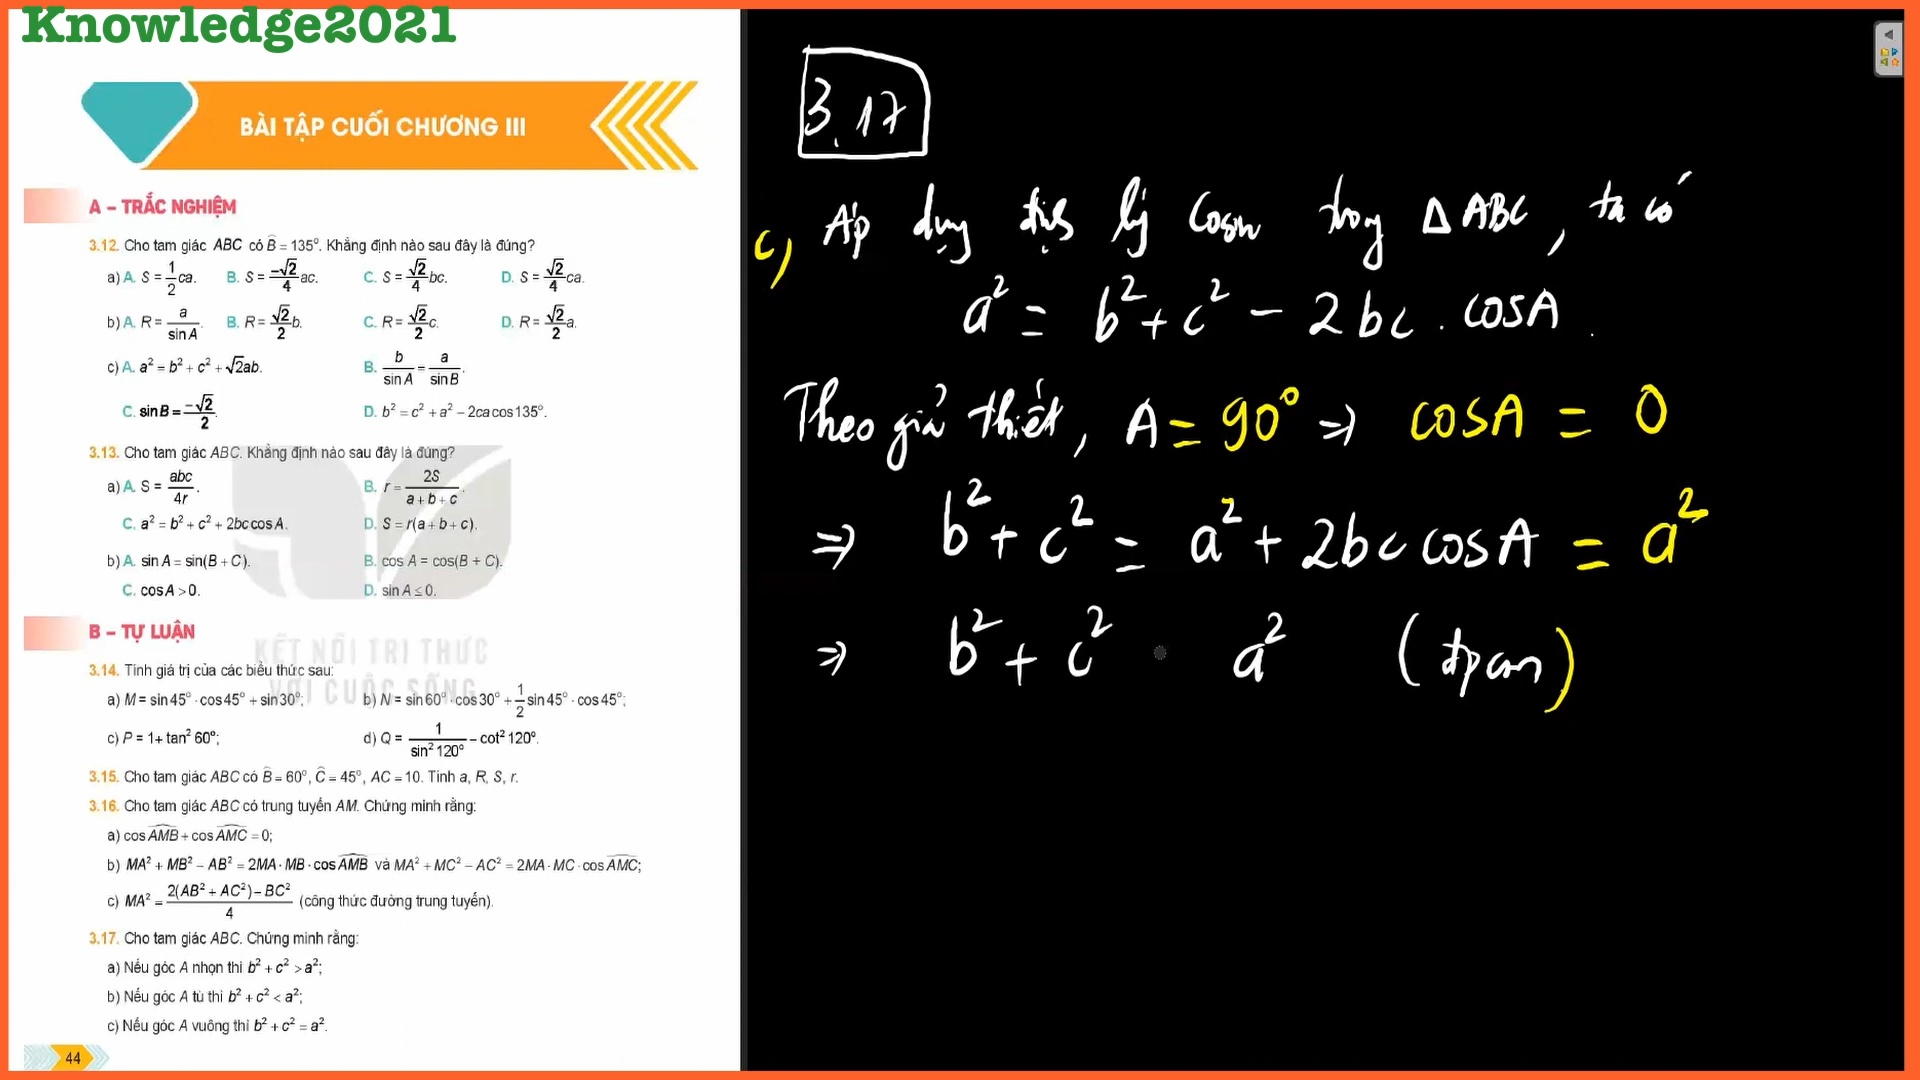 Knowledge2021
BÀI TẬP CUỐI CHƯƠNG III
A – TRẮC NGHIỆM
3.12. Cho tam giác ABC có B̂ = 135°. Khẳng định nào sau đây là đúng?
a) A. S = 1/2 ca. B. S = -√2/4 ac. C. S = √2/4 bc. D. S = √2/4 ca.
b) A. R = a/sin A. B. R = √2/2 b. C. R = √2/2 c. D. R = √2/2 a.
c) A. a² = b² + c² + √2ab. B. b/sin A = a/sin B.
C. sin B = -√2/2. D. b² = c² + a² – 2ca cos 135°.
3.13. Cho tam giác ABC. Khẳng định nào sau đây là đúng?
a) A. S = abc/4r. B. r = 2S/(a + b + c).
C. a² = b² + c² + 2bc cos A. D. S = r(a + b + c).
b) A. sin A = sin(B + C). B. cos A = cos(B + C).
C. cos A > 0. D. sin A ≤ 0.
B – TỰ LUẬN
KẾT NỐI TRI THỨC
VỚI CUỘC SỐNG
3.14. Tính giá trị của các biểu thức sau:
a) M = sin 45° · cos 45° + sin 30°; b) N = sin 60° · cos 30° + 1/2 sin 45° · cos 45°;
c) P = 1 + tan² 60°; d) Q = 1/sin² 120° – cot² 120°.
3.15. Cho tam giác ABC có B̂ = 60°, Ĉ = 45°, AC = 10. Tính a, R, S, r.
3.16. Cho tam giác ABC có trung tuyến AM. Chứng minh rằng:
a) cos AMB + cos AMC = 0;
b) MA² + MB² – AB² = 2MA · MB · cos AMB và MA² + MC² – AC² = 2MA · MC · cos AMC;
c) MA² = (2(AB² + AC²) – BC²)/4 (công thức đường trung tuyến).
3.17. Cho tam giác ABC. Chứng minh rằng:
a) Nếu góc A nhọn thì b² + c² > a²;
b) Nếu góc A tù thì b² + c² < a²;
c) Nếu góc A vuông thì b² + c² = a².
44
3.17
c) Áp dụng định lý cosin trong Δ ABC, ta có
a² = b² + c² – 2bc . cosA .
Theo giả thiết, A = 90° ⇒ cosA = 0
⇒ b² + c² = a² + 2bc cosA = a²
⇒ b² + c² a² (đpcm)